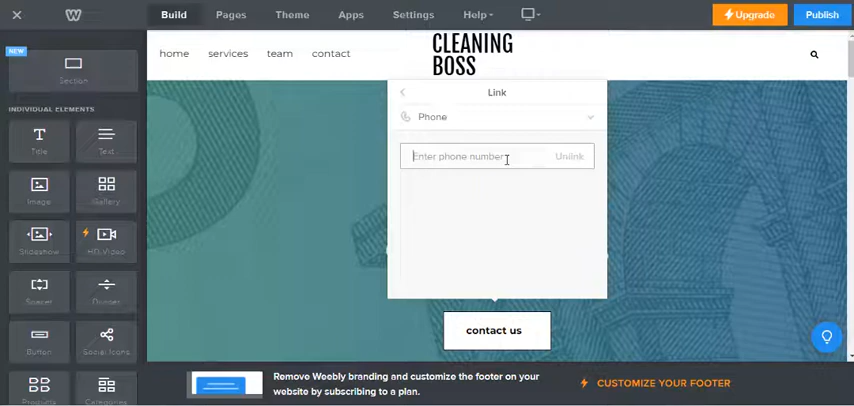 Build Pages Theme Apps Settings Help Upgrade Publish
NEW
Section
INDIVIDUAL ELEMENTS
Title Text
Image Gallery
Slideshow HD Video
Spacer Divider
Button Social Icons
Products Categories
home services team contact
CLEANING
BOSS
Link
Phone
Enter phone number Unlink
contact us
Remove Weebly branding and customize the footer on your
website by subscribing to a plan.
CUSTOMIZE YOUR FOOTER